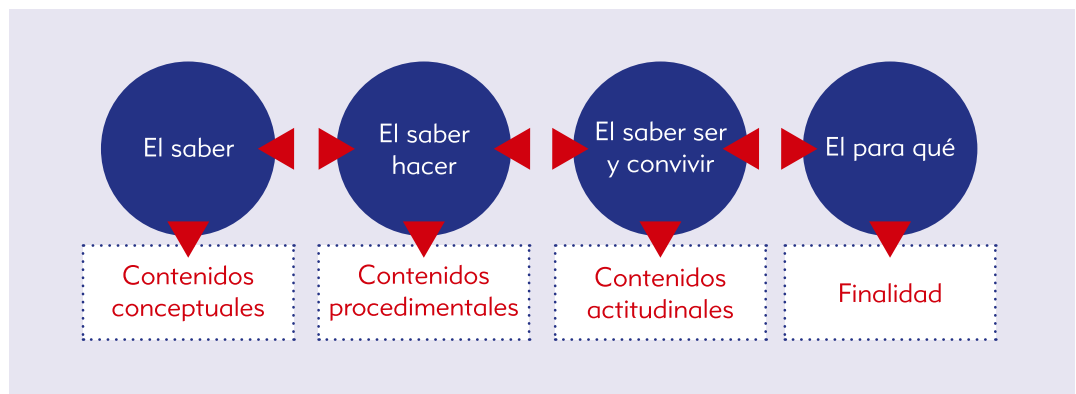 El saber
El saber
hacer
El saber ser
y convivir
El para qué
Contenidos
conceptuales
Contenidos
procedimentales
Contenidos
actitudinales
Finalidad